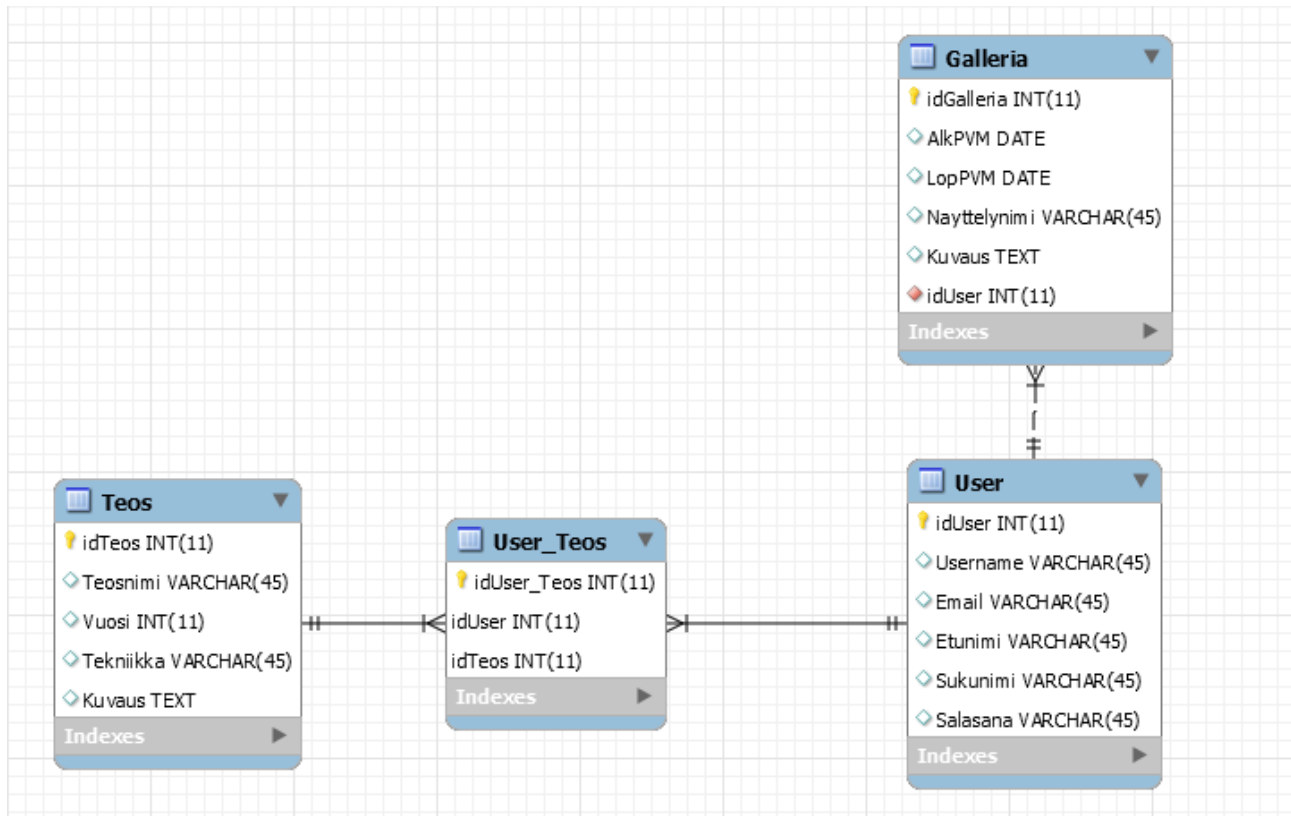 Galleria
idGalleria INT(11)
AlkPVM DATE
LopPVM DATE
Nayttelynimi VARCHAR(45)
Kuvaus TEXT
idUser INT(11)
Indexes
Teos
idTeos INT(11)
Teosnimi VARCHAR(45)
Vuosi INT(11)
Tekniikka VARCHAR(45)
Kuvaus TEXT
Indexes
User_Teos
idUser_Teos INT(11)
idUser INT(11)
idTeos INT(11)
Indexes
User
idUser INT(11)
Username VARCHAR(45)
Email VARCHAR(45)
Etunimi VARCHAR(45)
Sukunimi VARCHAR(45)
Salasana VARCHAR(45)
Indexes